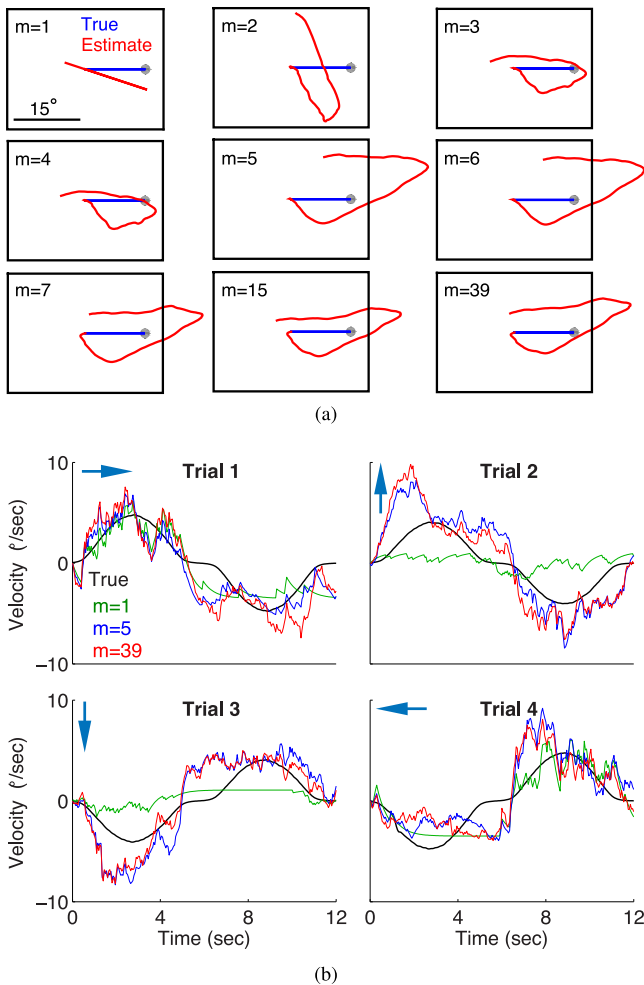 m=1 True
Estimate
15°
m=2
m=3
m=4
m=5
m=6
m=7
m=15
m=39
(a)
Trial 1
Trial 2
10
0
−10
Velocity (°/sec)
True
m=1
m=5
m=39
Trial 3
Trial 4
10
0
−10
Velocity (°/sec)
0 4 8 12
0 4 8 12
Time (sec)
Time (sec)
(b)